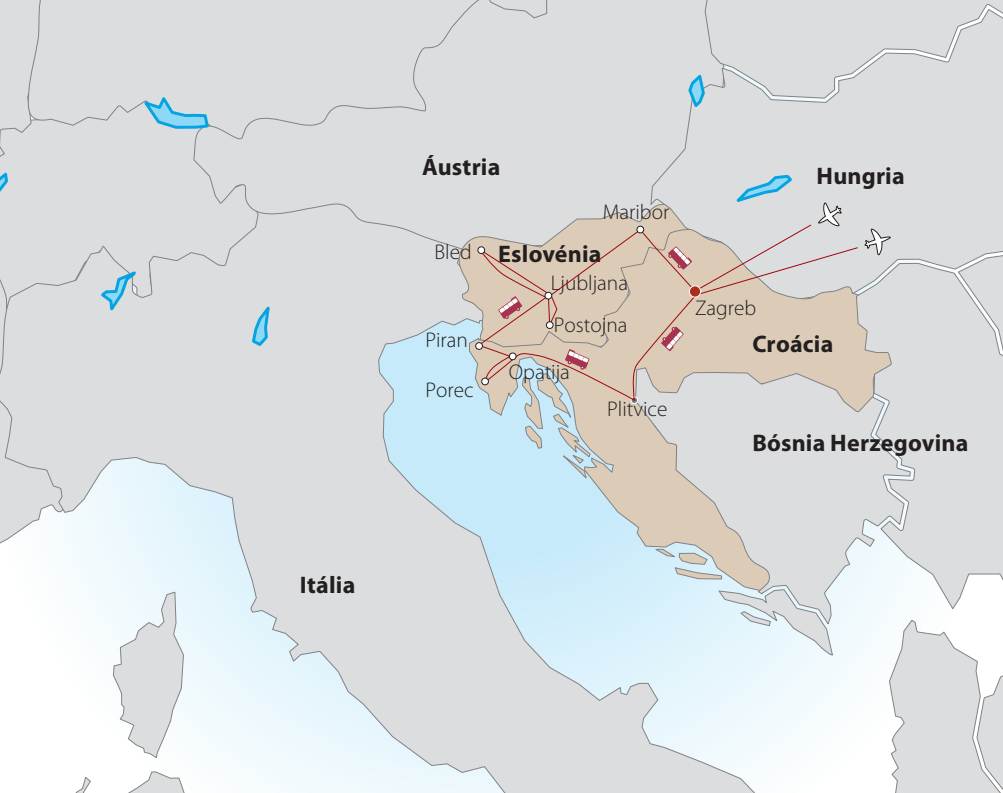 Áustria
Hungria
Maribor
Bled
Eslovénia
Ljubljana
Zagreb
Postojna
Piran
Croácia
Opatija
Porec
Plitvice
Bósnia Herzegovina
Itália